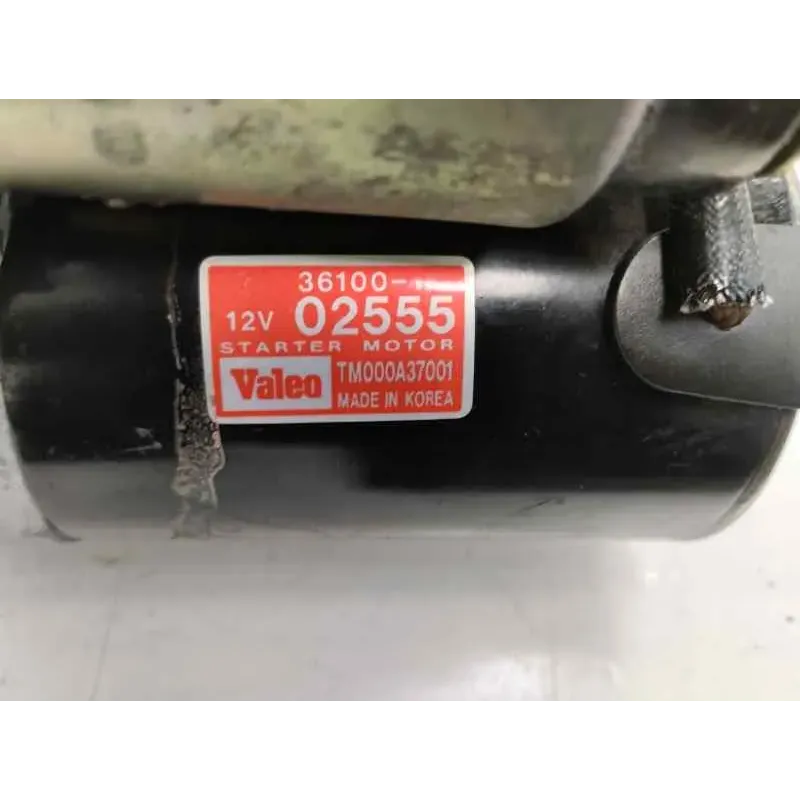 36100-
12V 02555
STARTER MOTOR
Valeo TM000A37001
MADE IN KOREA